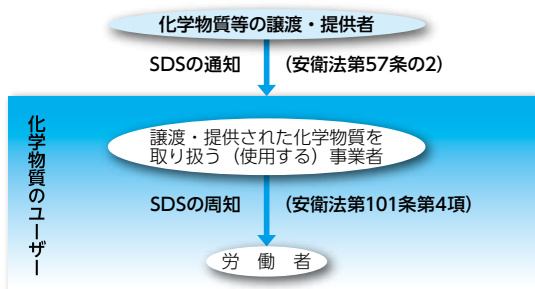 化学物質等の譲渡・提供者
SDSの通知 （安衛法第57条の2）
化学物質のユーザー
譲渡・提供された化学物質を
取り扱う（使用する）事業者
SDSの周知 （安衛法第101条第4項）
労 働 者